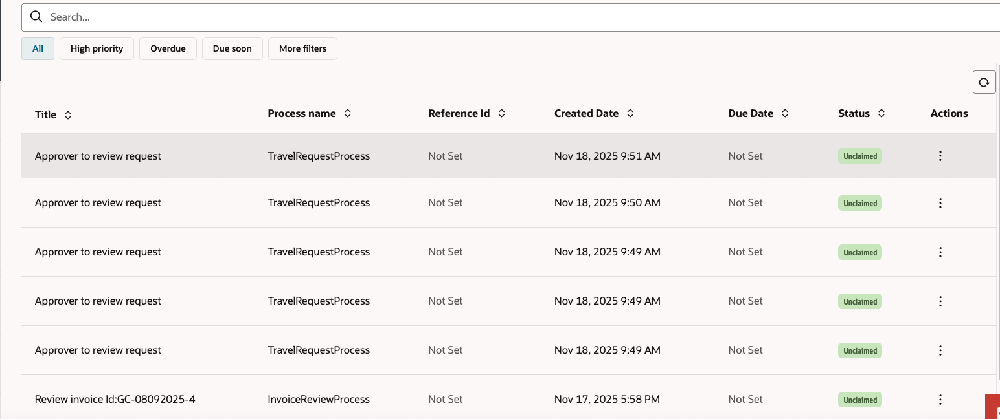 Search...
All High priority Overdue Due soon More filters
Title Process name Reference Id Created Date Due Date Status Actions
Approver to review request TravelRequestProcess Not Set Nov 18, 2025 9:51 AM Not Set Unclaimed
Approver to review request TravelRequestProcess Not Set Nov 18, 2025 9:50 AM Not Set Unclaimed
Approver to review request TravelRequestProcess Not Set Nov 18, 2025 9:49 AM Not Set Unclaimed
Approver to review request TravelRequestProcess Not Set Nov 18, 2025 9:49 AM Not Set Unclaimed
Approver to review request TravelRequestProcess Not Set Nov 18, 2025 9:49 AM Not Set Unclaimed
Review invoice Id:GC-08092025-4 InvoiceReviewProcess Not Set Nov 17, 2025 5:58 PM Not Set Unclaimed